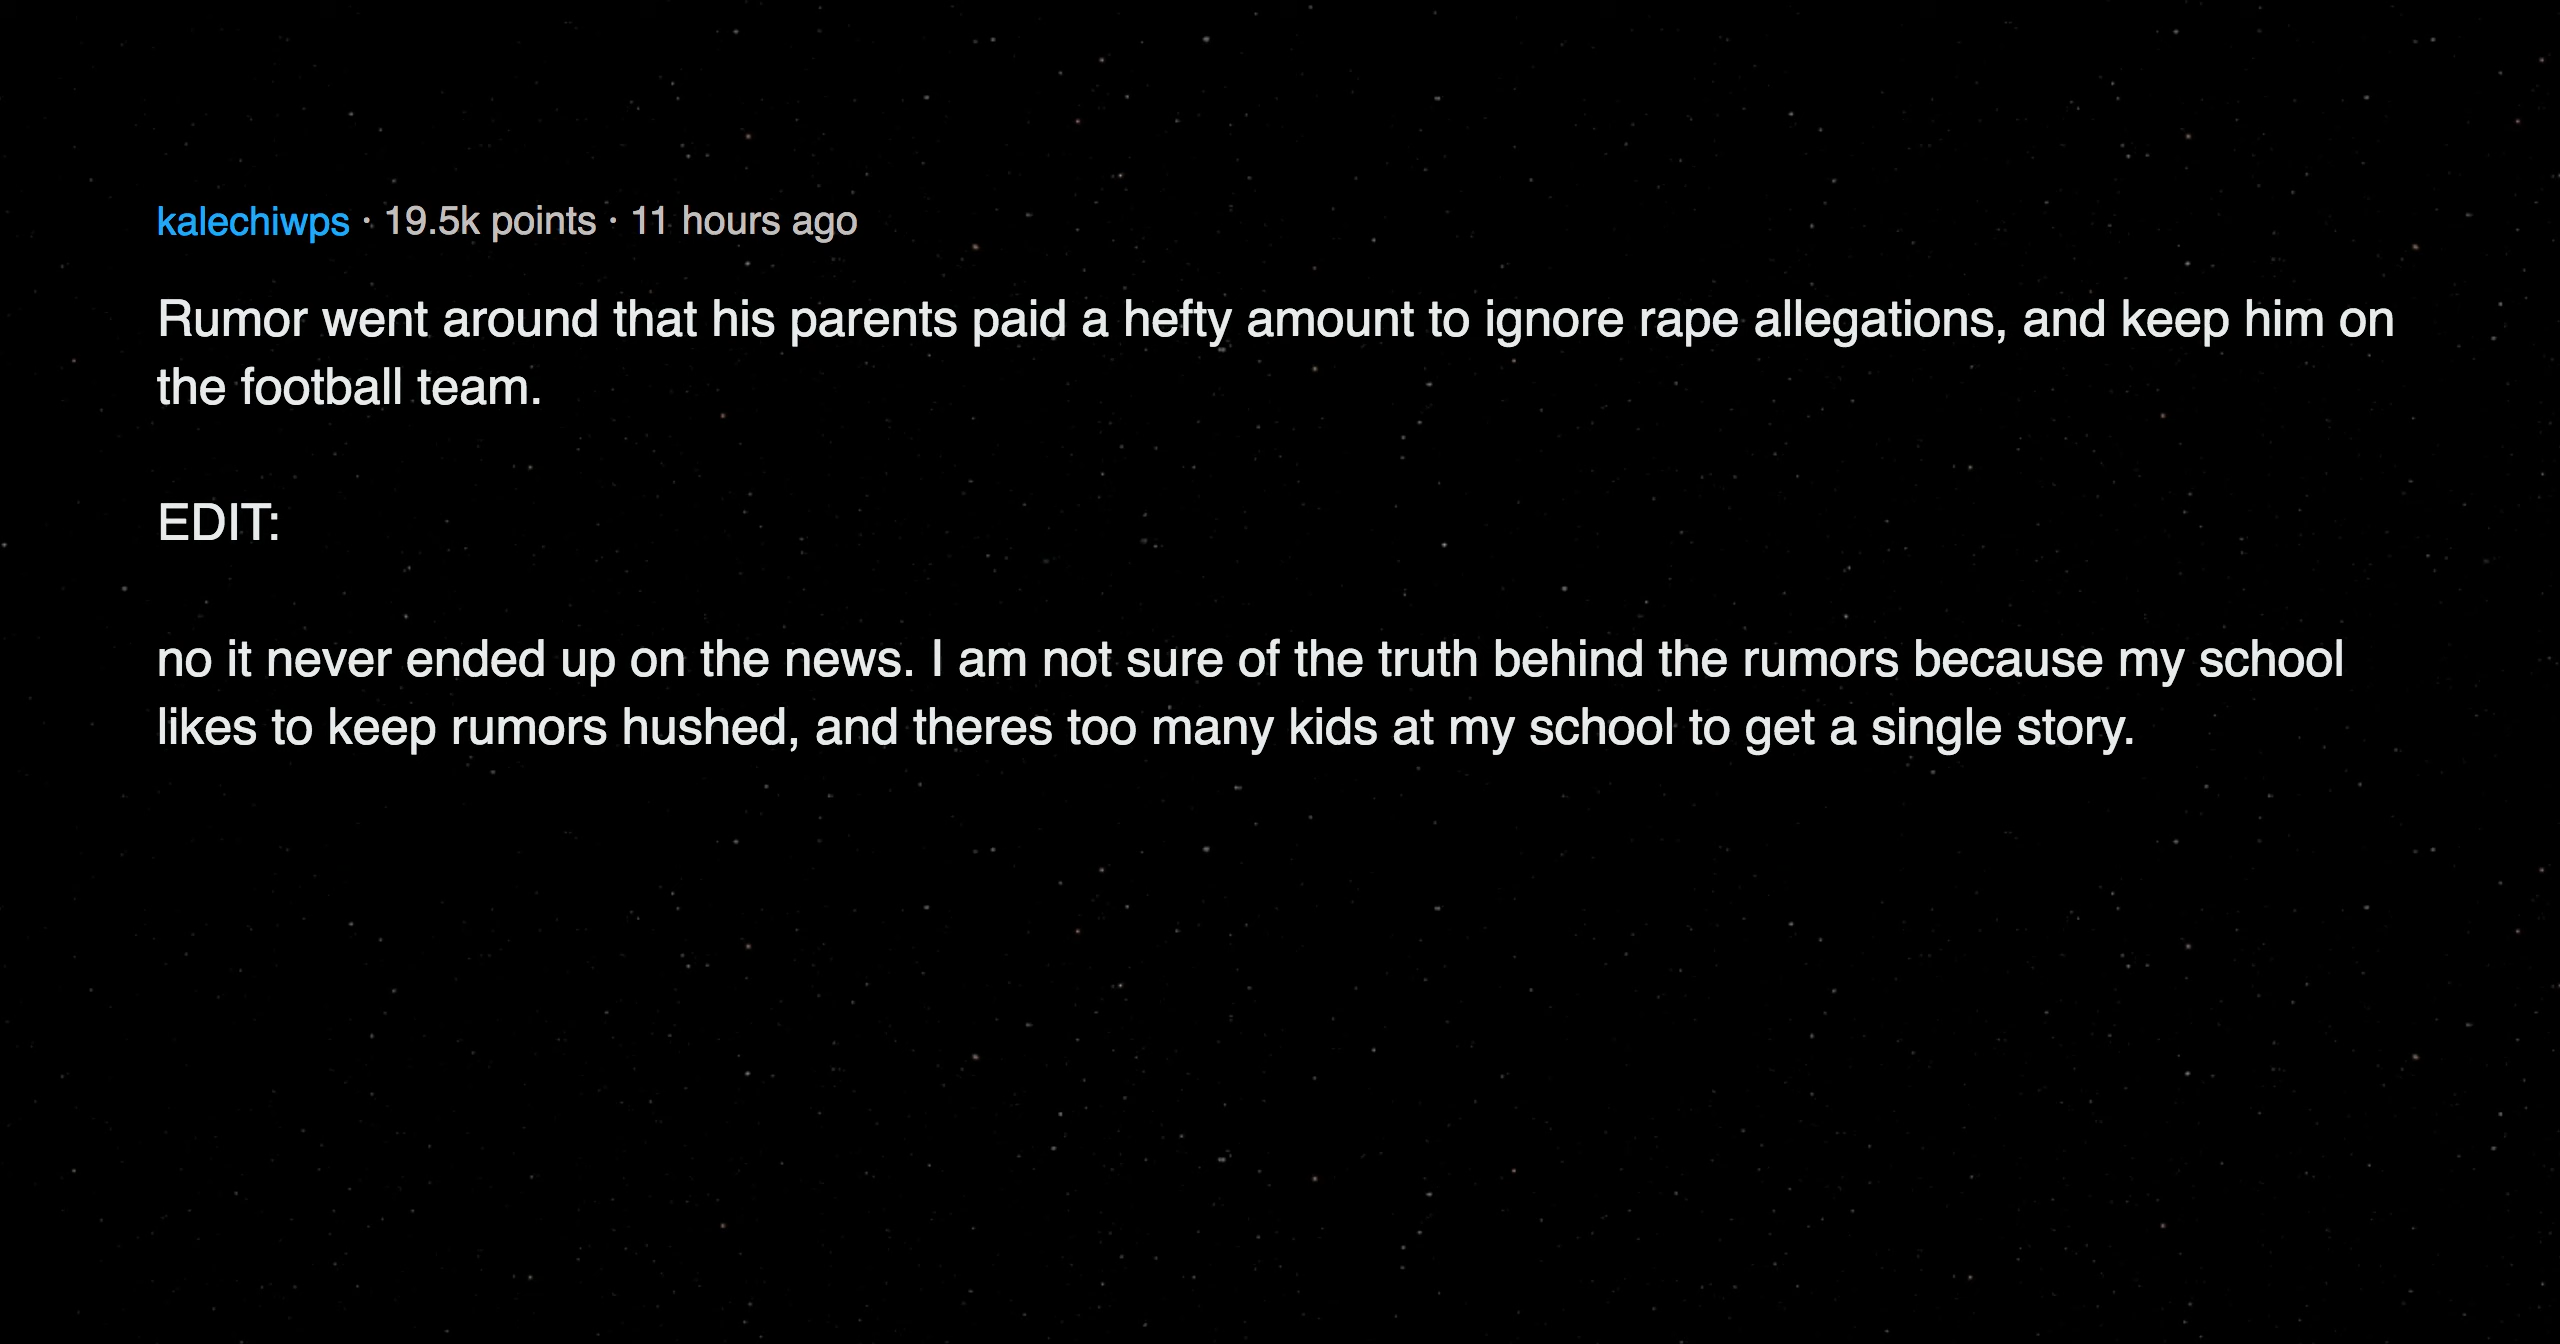 kalechiwps · 19.5k points · 11 hours ago
Rumor went around that his parents paid a hefty amount to ignore rape allegations, and keep him on
the football team.
EDIT:
no it never ended up on the news. I am not sure of the truth behind the rumors because my school
likes to keep rumors hushed, and theres too many kids at my school to get a single story.